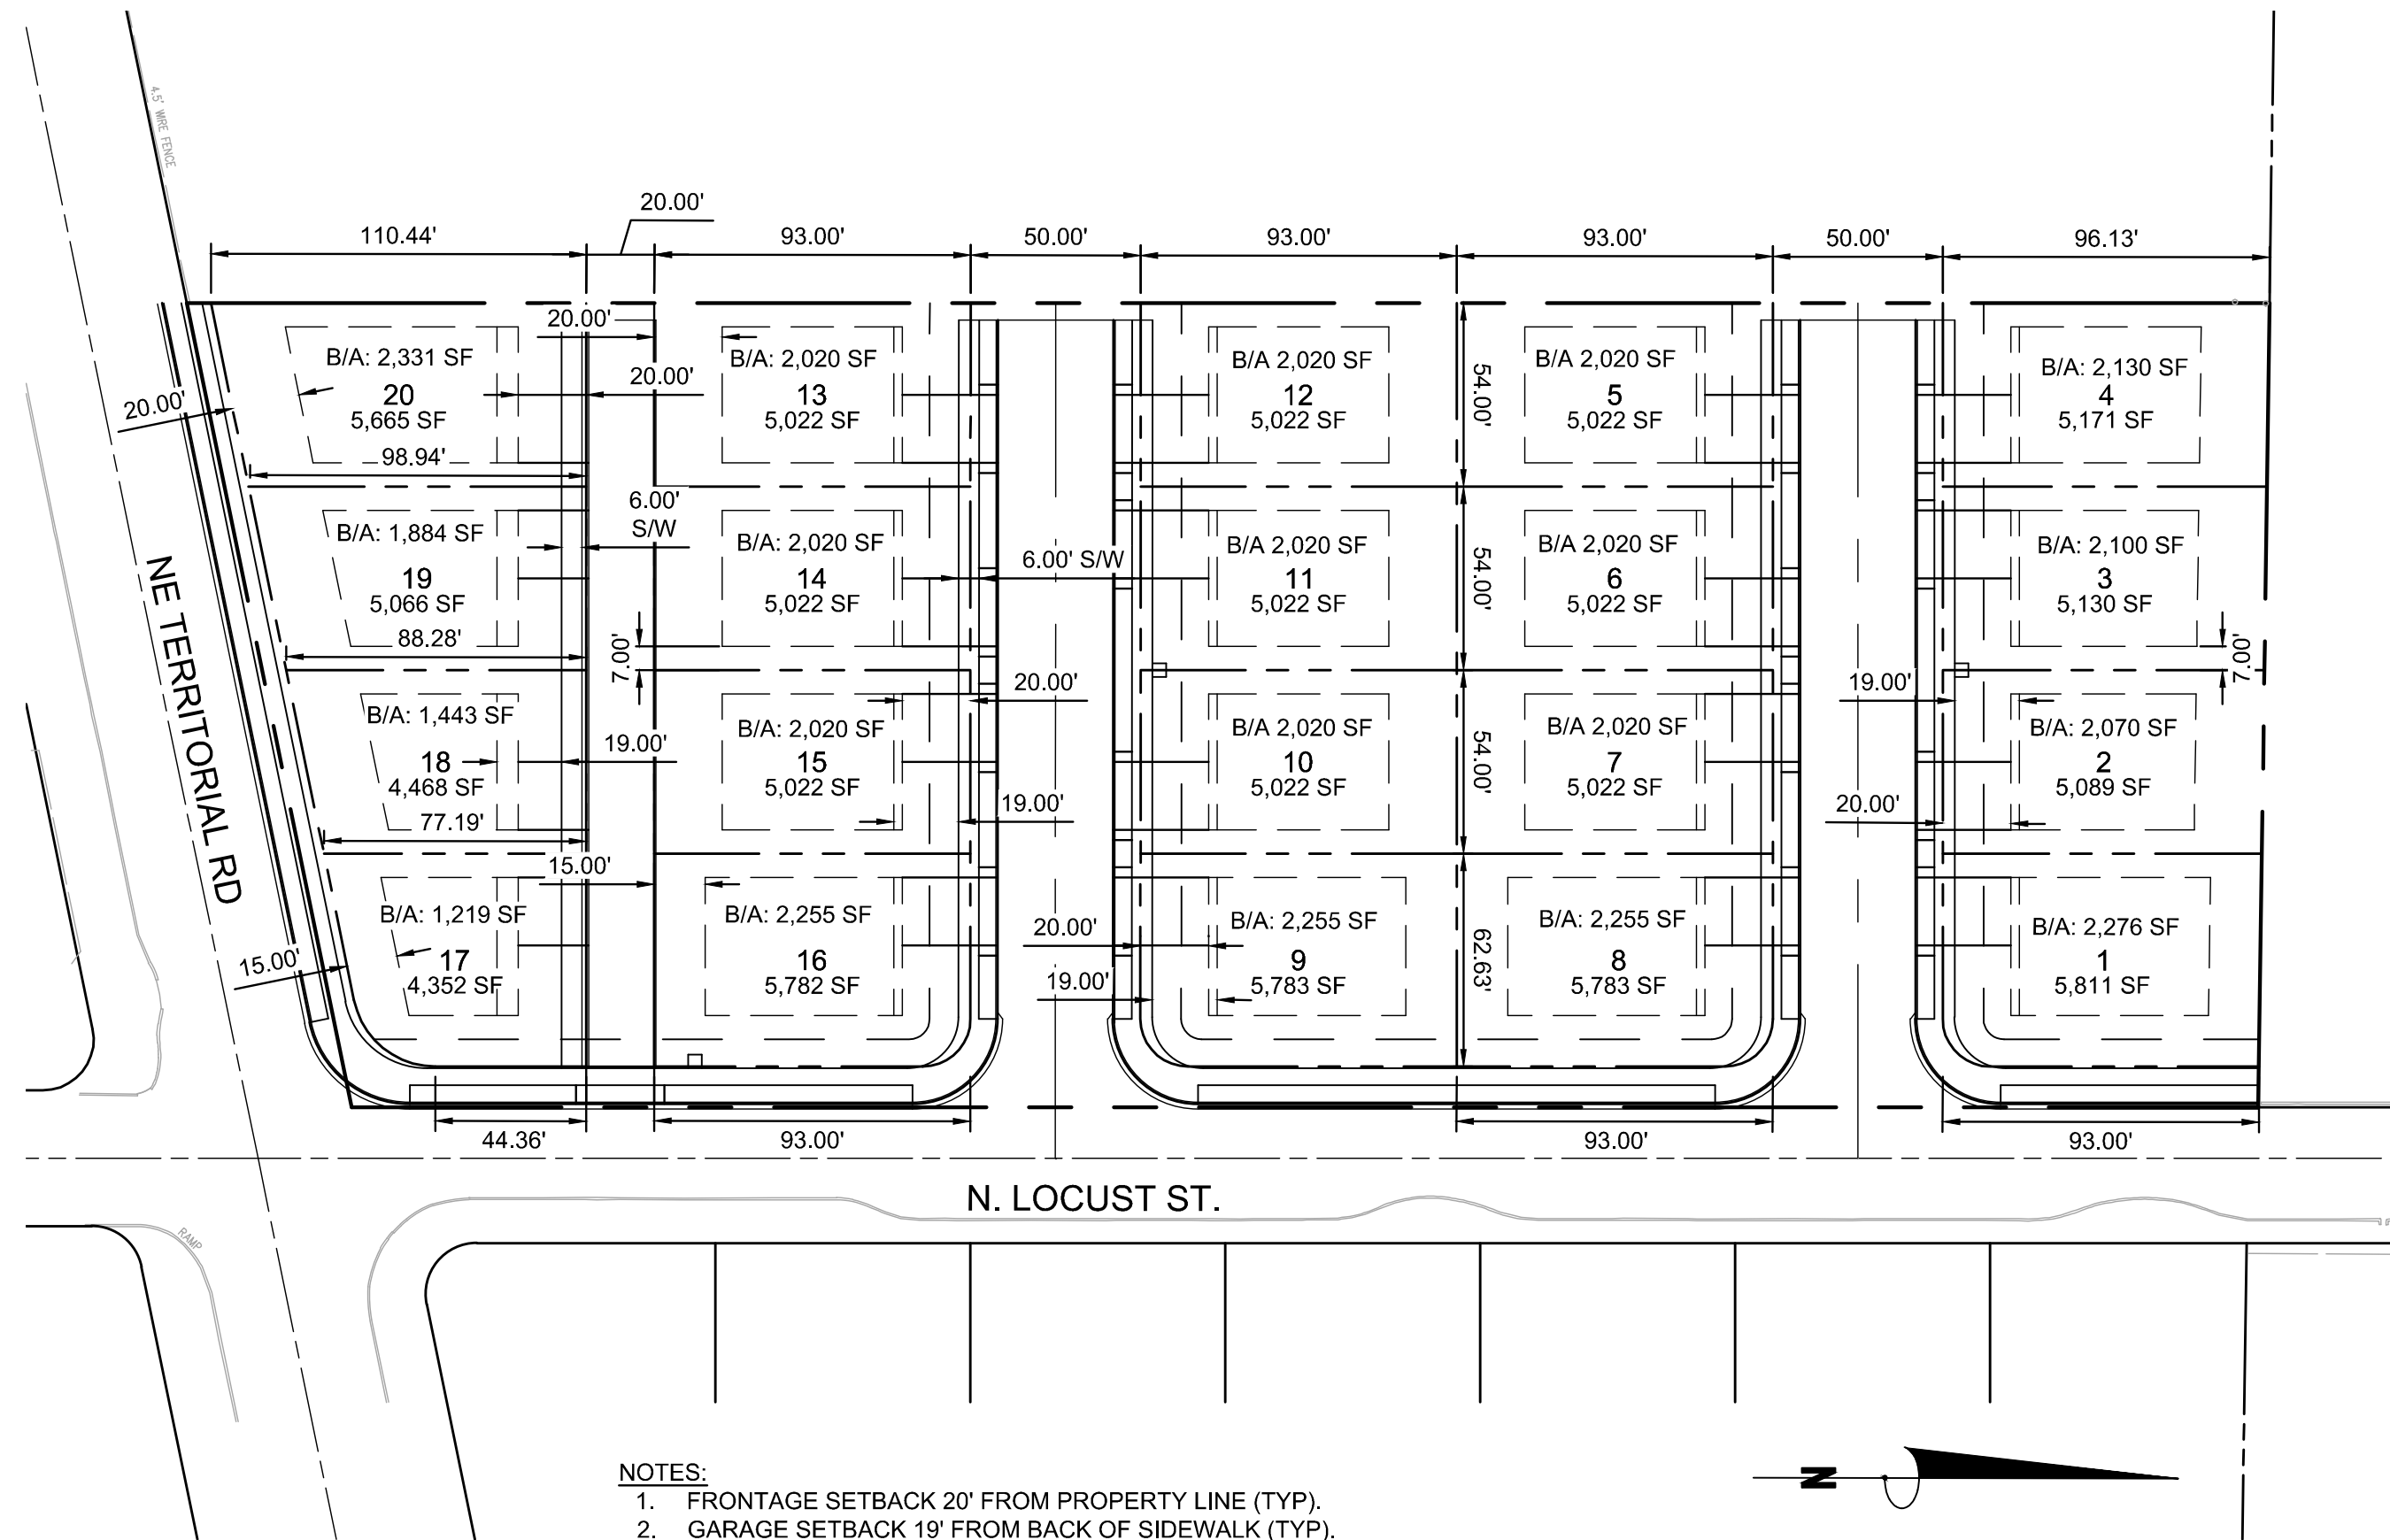 4.5' WIRE FENCE
20.00'
110.44'
93.00'
50.00'
93.00'
93.00'
50.00'
96.13'
20.00'
B/A: 2,331 SF
20
5,665 SF
20.00'
20.00'
98.94'
B/A: 2,020 SF
13
5,022 SF
B/A 2,020 SF
12
5,022 SF
54.00'
B/A 2,020 SF
5
5,022 SF
B/A: 2,130 SF
4
5,171 SF
6.00'
S/W
B/A: 1,884 SF
19
5,066 SF
88.28'
B/A: 2,020 SF
14
5,022 SF
6.00' S/W
B/A 2,020 SF
11
5,022 SF
54.00'
B/A 2,020 SF
6
5,022 SF
B/A: 2,100 SF
3
5,130 SF
7.00'
7.00'
NE TERRITORIAL RD
B/A: 1,443 SF
18
4,468 SF
77.19'
19.00'
B/A: 2,020 SF
15
5,022 SF
20.00'
19.00'
B/A 2,020 SF
10
5,022 SF
54.00'
B/A 2,020 SF
7
5,022 SF
19.00'
20.00'
B/A: 2,070 SF
2
5,089 SF
15.00'
15.00'
B/A: 1,219 SF
17
4,352 SF
B/A: 2,255 SF
16
5,782 SF
20.00'
19.00'
B/A: 2,255 SF
9
5,783 SF
62.63'
B/A: 2,255 SF
8
5,783 SF
B/A: 2,276 SF
1
5,811 SF
44.36'
93.00'
93.00'
93.00'
N. LOCUST ST.
RAMP
N
NOTES:
1. FRONTAGE SETBACK 20' FROM PROPERTY LINE (TYP).
2. GARAGE SETBACK 19' FROM BACK OF SIDEWALK (TYP).